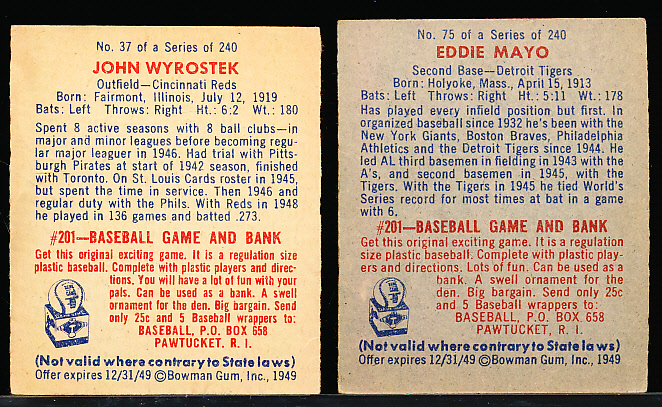 No. 37 of a Series of 240
JOHN WYROSTEK
Outfield—Cincinnati Reds
Born: Fairmont, Illinois, July 12, 1919
Bats: Left Throws: Right Ht.: 6:2 Wt.: 180
Spent 8 active seasons with 8 ball clubs—in
major and minor leagues before becoming regu-
lar major leaguer in 1946. Had trial with Pitts-
burgh Pirates at start of 1942 season, finished
with Toronto. On St. Louis Cards roster in 1945,
but spent the time in service. Then 1946 and
regular duty with the Phils. With Reds in 1948
he played in 136 games and batted .273.
#201—BASEBALL GAME AND BANK
Get this original exciting game. It is a regulation size
plastic baseball. Complete with plastic players and direc-
tions. You will have a lot of fun with your
pals. Can be used as a bank. A swell
ornament for the den. Big bargain. Send
only 25c and 5 Baseball wrappers to:
BASEBALL, P.O. BOX 658
PAWTUCKET, R. I.
(Not valid where contrary to State laws)
Offer expires 12/31/49 ©Bowman Gum, Inc., 1949
No. 75 of a Series of 240
EDDIE MAYO
Second Base—Detroit Tigers
Born: Holyoke, Mass., April 15, 1913
Bats: Left Throws: Right Ht.: 5:11 Wt.: 178
Has played every infield position but first. In
organized baseball since 1932 he's been with the
New York Giants, Boston Braves, Philadelphia
Athletics and the Detroit Tigers since 1944. He
led AL third basemen in fielding in 1943 with the
A's, and second basemen in 1945, with the
Tigers. With the Tigers in 1945 he tied World's
Series record for most times at bat in a game
with 6.
#201—BASEBALL GAME AND BANK
Get this original exciting game. It is a regulation
size plastic baseball. Complete with plastic play-
ers and directions. Lots of fun. Can be used as a
bank. A swell ornament for the
den. Big bargain. Send only 25c
and 5 Baseball wrappers to:
BASEBALL, P.O. BOX 658
PAWTUCKET, R. I.
(Not valid where contrary to State laws)
Offer expires 12/31/49 ©Bowman Gum, Inc., 1949